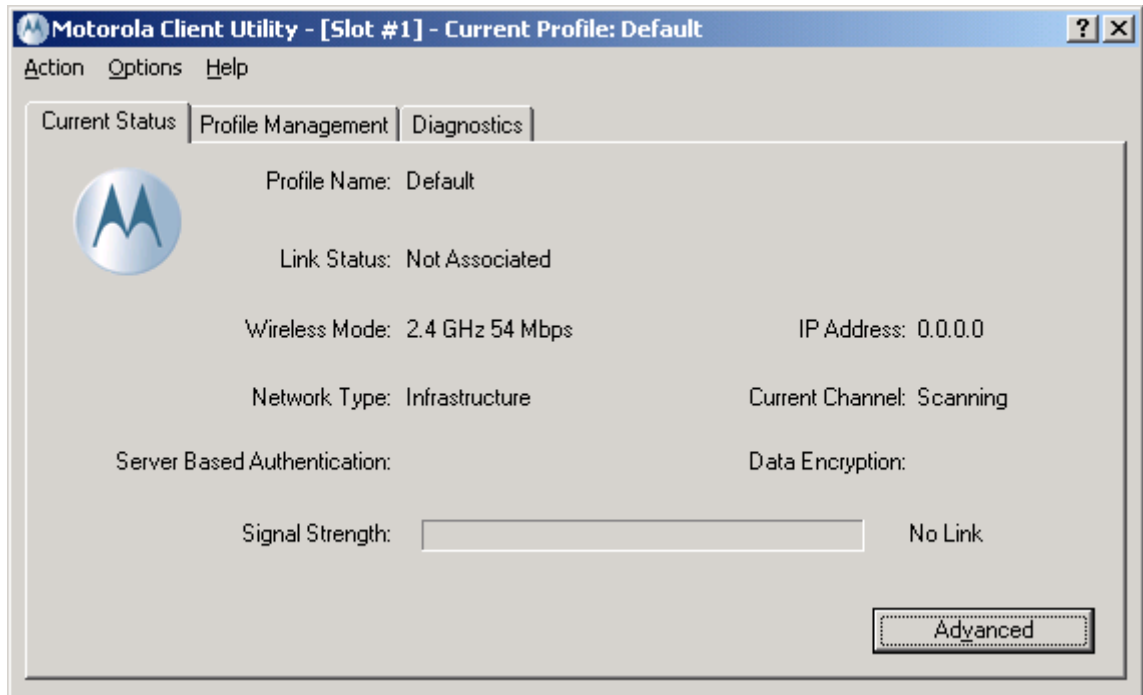 Motorola Client Utility - [Slot #1] - Current Profile: Default
Action Options Help
Current Status Profile Management Diagnostics
Profile Name: Default
Link Status: Not Associated
Wireless Mode: 2.4 GHz 54 Mbps IP Address: 0.0.0.0
Network Type: Infrastructure Current Channel: Scanning
Server Based Authentication: Data Encryption:
Signal Strength: No Link
Advanced